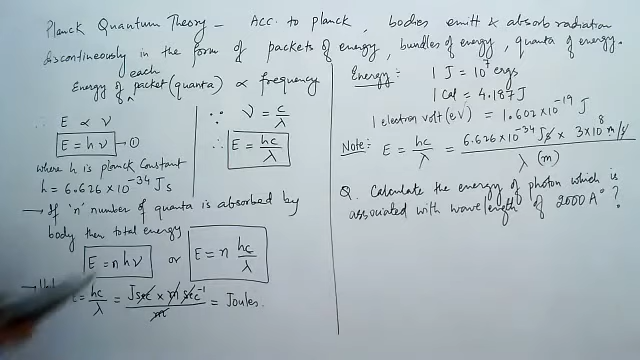 Planck Quantum Theory – Acc. to planck, bodies emitt & absorb radiation
discontinuously in the form of packets of energy, bundles of energy, quanta of energy.
Energy of each packet (quanta) ∝ frequency
∴ E ∝ ν
E = hν — ①
where h is planck Constant
h = 6.626 × 10⁻³⁴ Js
∵ ν = c/λ
∴ E = hc/λ
→ If 'n' number of quanta is absorbed by
body then total energy
E = nhν or E = n hc/λ
= hc/λ = J sec × m sec⁻¹ / m = Joules.
Energy :- 1 J = 10⁷ ergs
1 Cal = 4.187 J
1 electron volt (eV) = 1.602 × 10⁻¹⁹ J
Note:- E = hc/λ = 6.626 × 10⁻³⁴ Js × 3×10⁸ m/s / λ (m)
Q. Calculate the energy of photon which is
associated with wavelength of 2000 A° ?